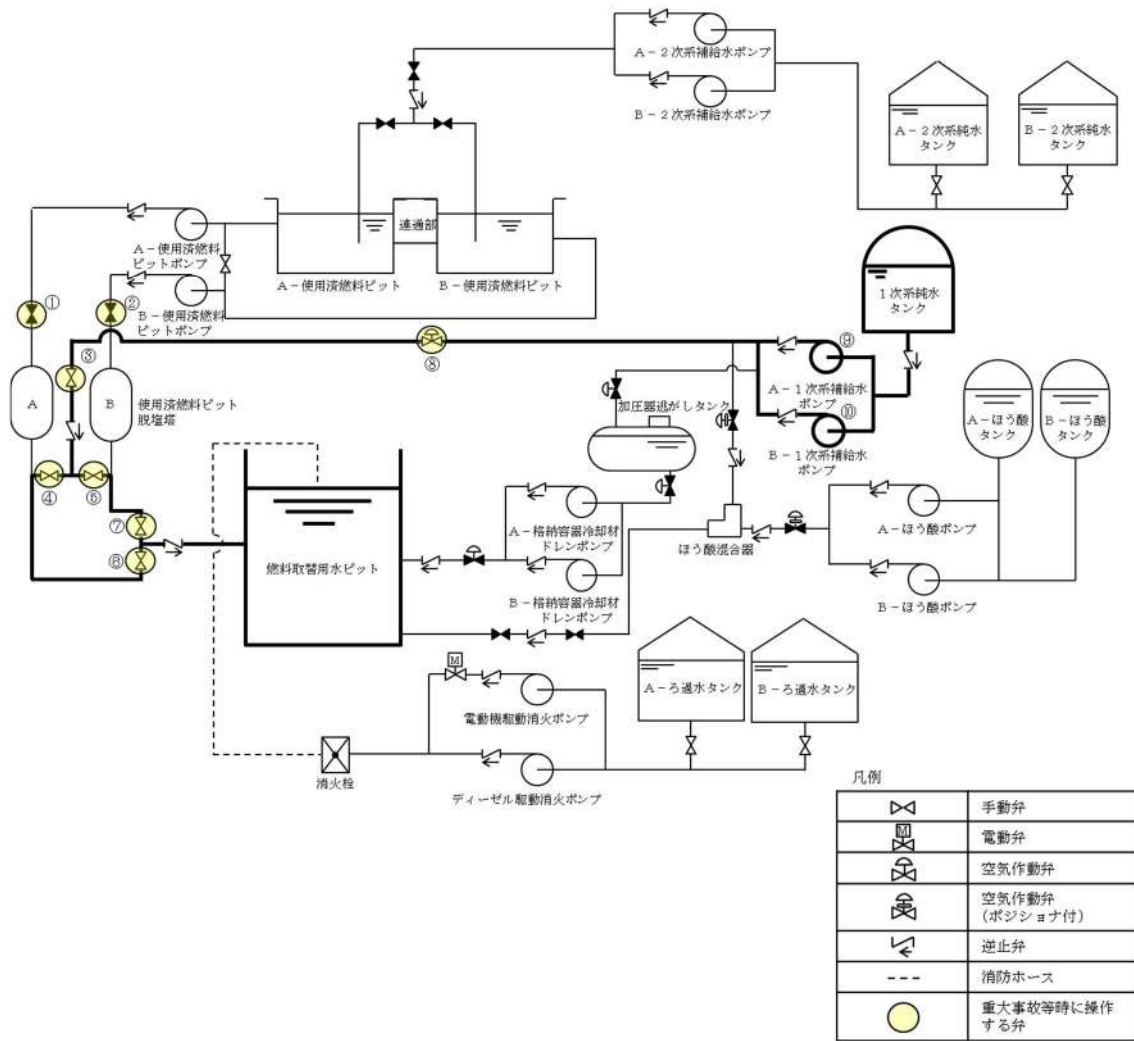 A－2次系補給水ポンプ
B－2次系補給水ポンプ
A－2次系純水
タンク
B－2次系純水
タンク
連通部
A－使用済燃料
ピットポンプ
A－使用済燃料ピット
B－使用済燃料ピット
1次系純水
タンク
①
②
B－使用済燃料
ピットポンプ
③
⑧
⑨
A－1次系補給水
ポンプ
⑩
B－1次系補給水
ポンプ
A
B
使用済燃料ピット
脱塩塔
加圧器逃がしタンク
A－ほう酸
タンク
B－ほう酸
タンク
④
⑤
⑦
⑥
A－格納容器冷却材
ドレンポンプ
B－格納容器冷却材
ドレンポンプ
ほう酸混合器
A－ほう酸ポンプ
B－ほう酸ポンプ
燃料取替用水ピット
A－ろ過水タンク
B－ろ過水タンク
M
電動機駆動消火ポンプ
消火栓
ディーゼル駆動消火ポンプ
凡例
手動弁
M
電動弁
空気作動弁
空気作動弁
(ポジショナ付)
逆止弁
消防ホース
重大事故等時に操作
する弁